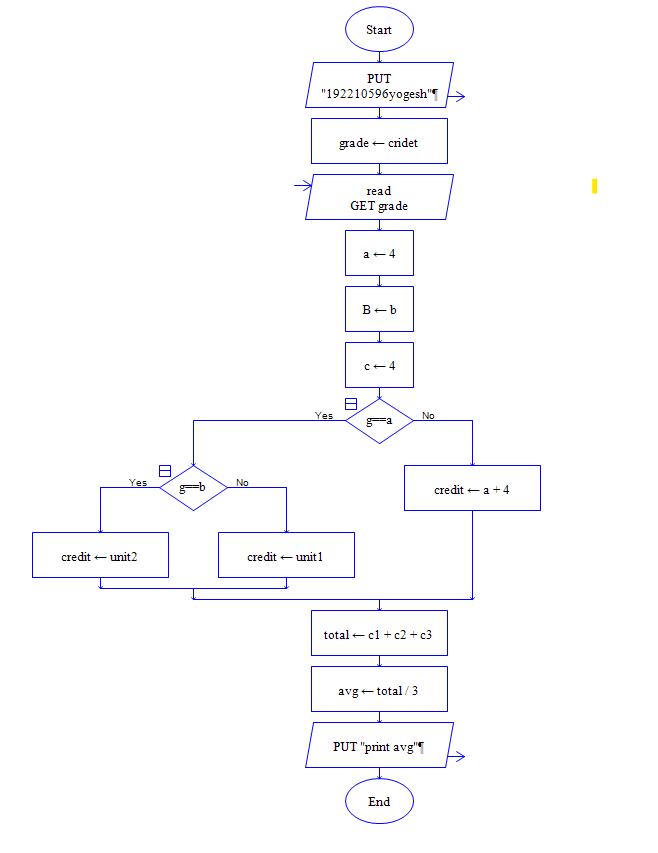 Start
PUT
"192210596yogesh"¶
grade ← cridet
read
GET grade
a ← 4
B ← b
c ← 4
Yes
g==a
No
Yes
g==b
No
credit ← a + 4
credit ← unit2
credit ← unit1
total ← c1 + c2 + c3
avg ← total / 3
PUT "print avg"¶
End